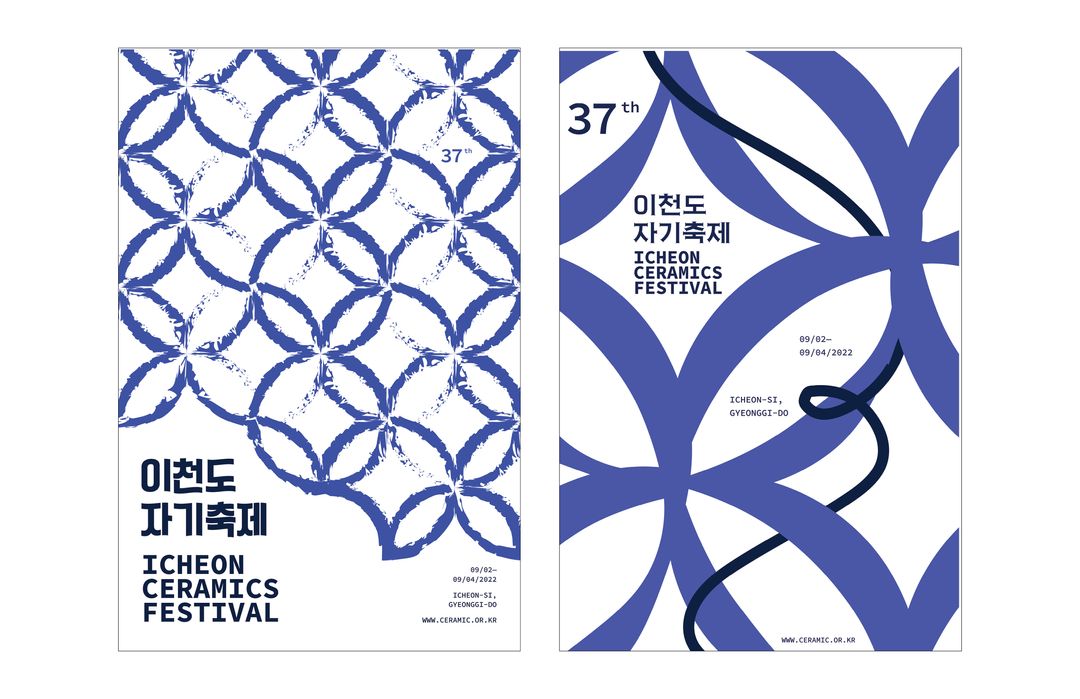 37th
이천도
자기축제
ICHEON
CERAMICS
FESTIVAL
09/02—
09/04/2022
ICHEON-SI,
GYEONGGI-DO
WWW.CERAMIC.OR.KR
37th
이천도
자기축제
ICHEON
CERAMICS
FESTIVAL
09/02—
09/04/2022
ICHEON-SI,
GYEONGGI-DO
WWW.CERAMIC.OR.KR